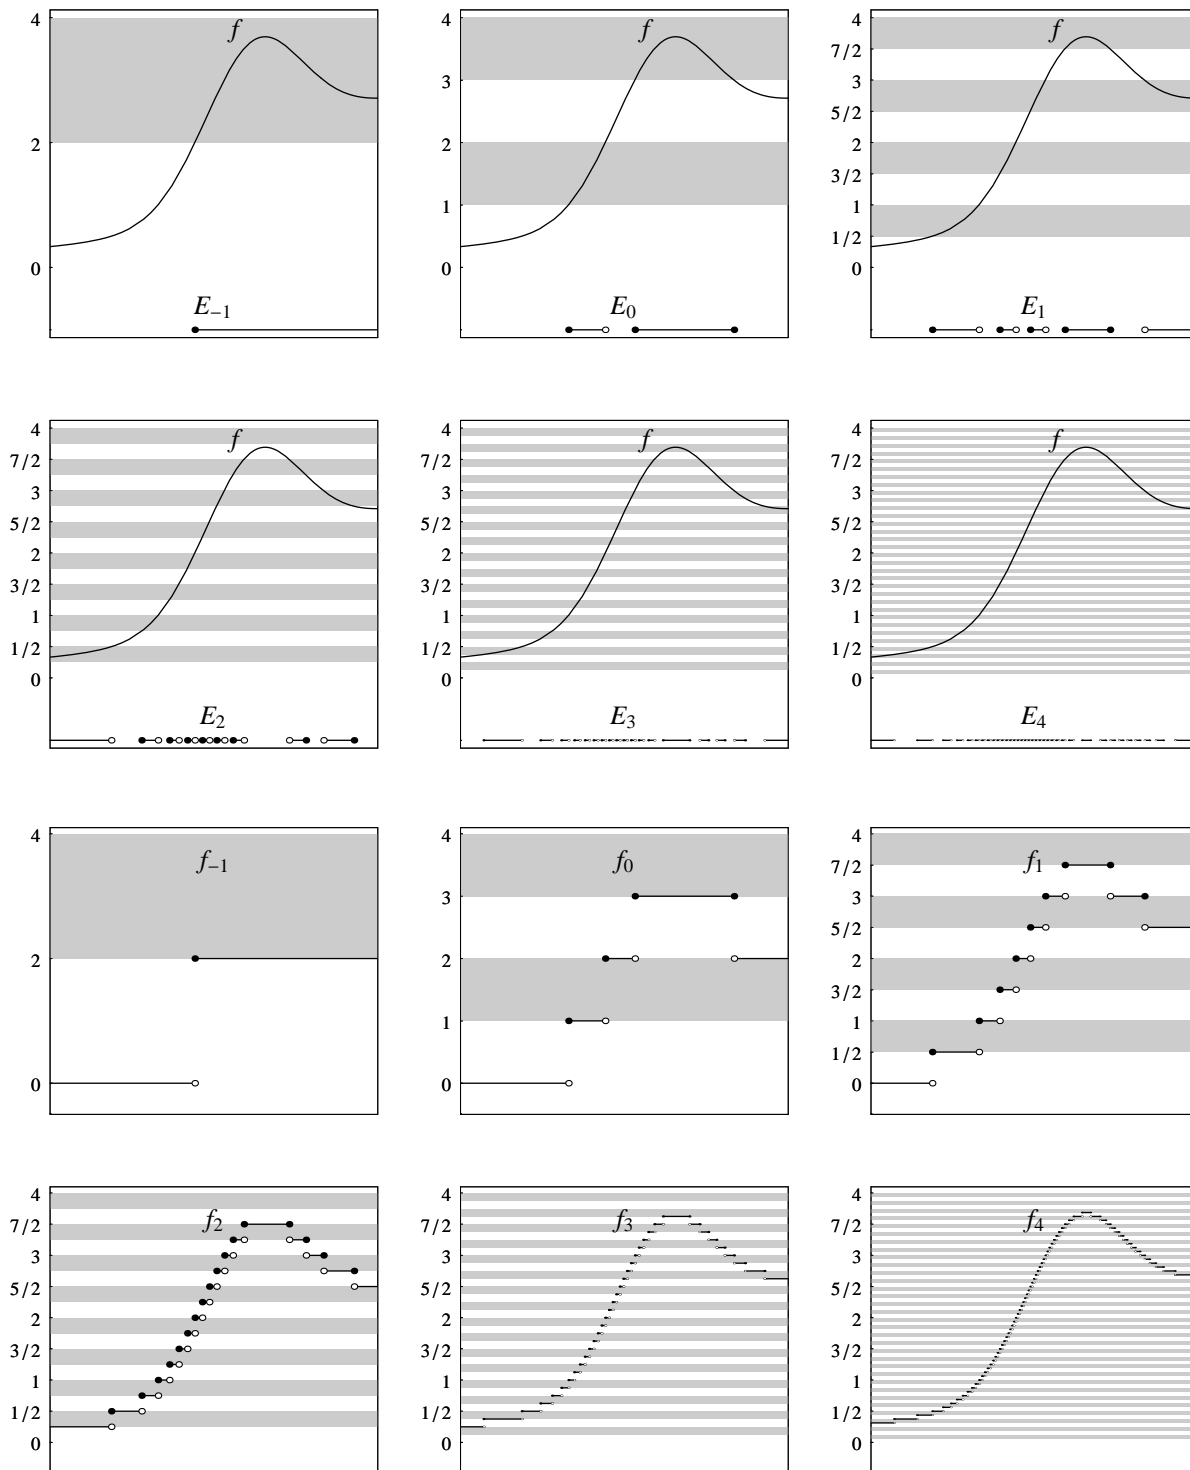 4 f 4 f 4 f
7/2
3 3 3
5/2
2 2 2
3/2
1 1 1
1/2
0 0 0
E₋₁ E₀ E₁
4 f 4 f 4 f
7/2 7/2 7/2
3 3 3
5/2 5/2 5/2
2 2 2
3/2 3/2 3/2
1 1 1
1/2 1/2 1/2
0 0 0
E₂ E₃ E₄
4 4 4
f₋₁ f₀ f₁
7/2
3 3
5/2
2 2 2
3/2
1 1
1/2
0 0 0
4 4 4
f₂ f₃ f₄
7/2 7/2 7/2
3 3 3
5/2 5/2 5/2
2 2 2
3/2 3/2 3/2
1 1 1
1/2 1/2 1/2
0 0 0